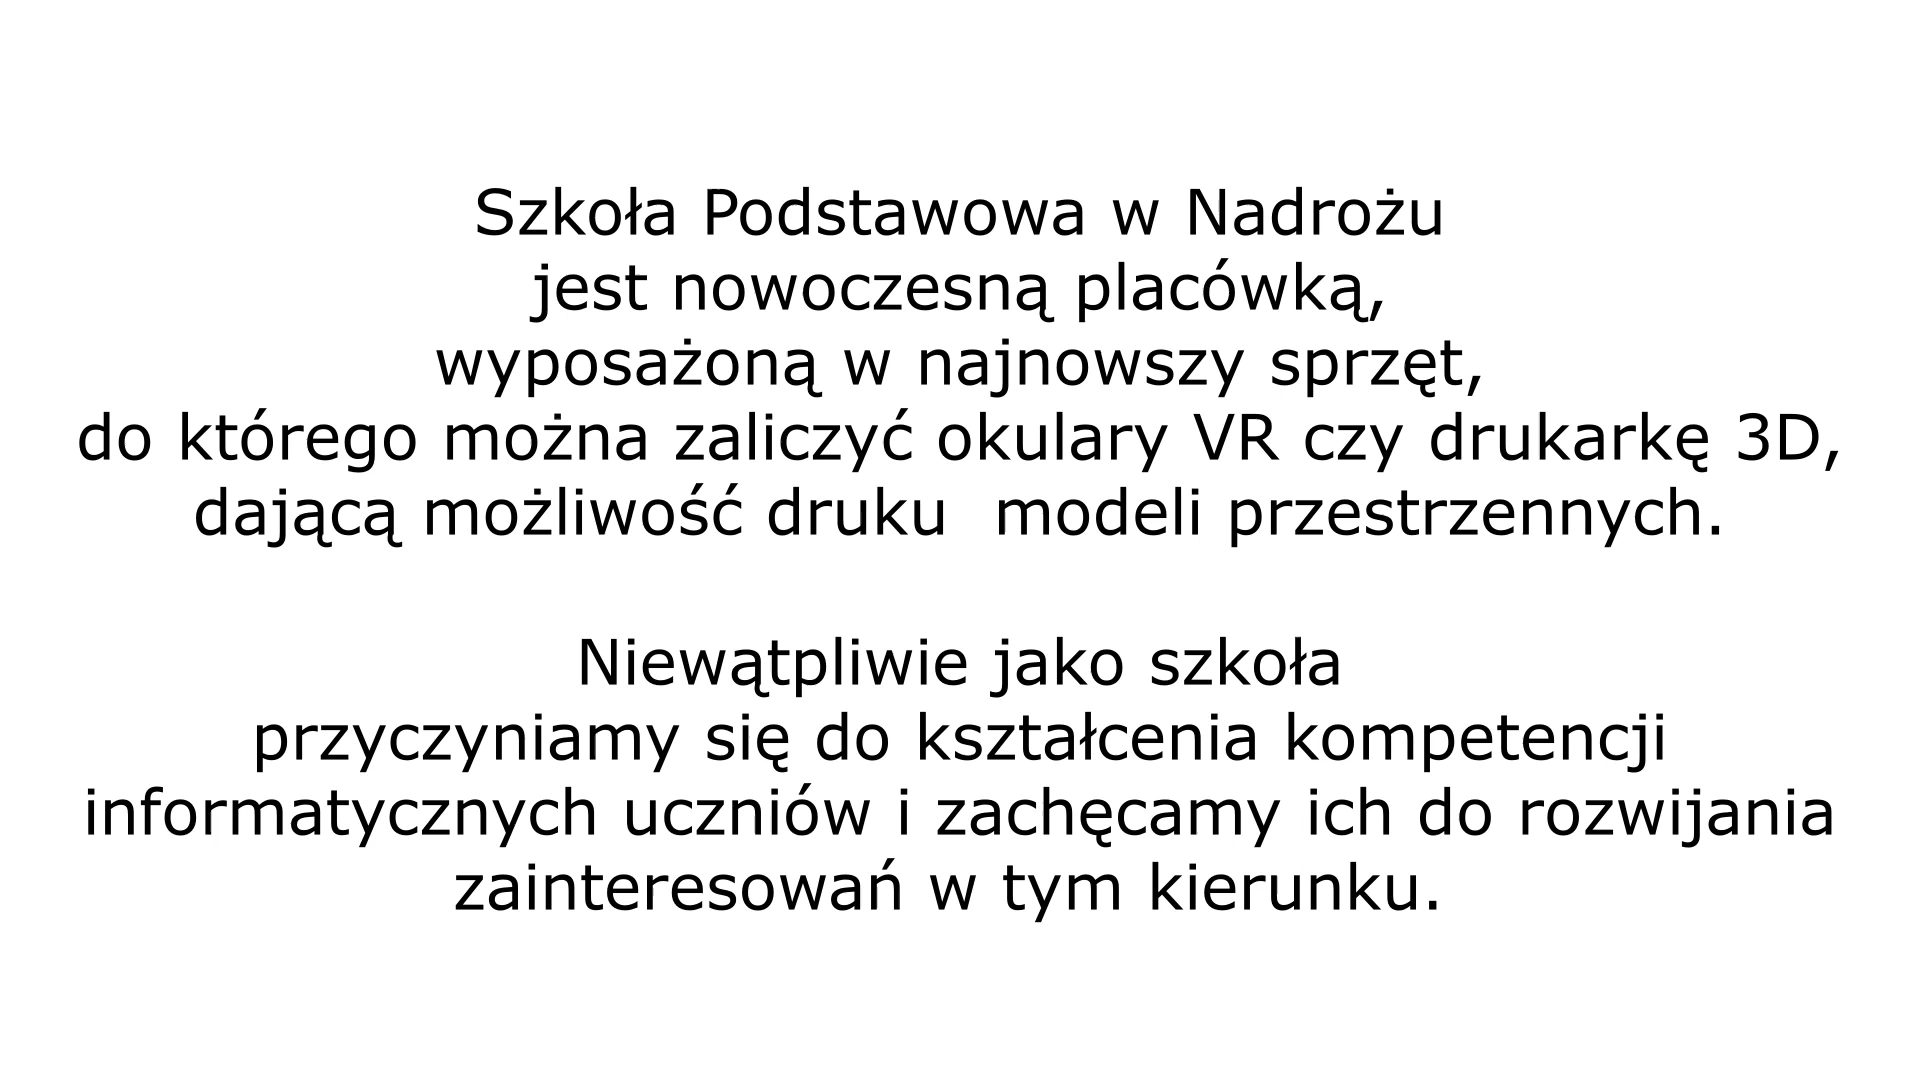 Szkoła Podstawowa w Nadrożu
jest nowoczesną placówką,
wyposażoną w najnowszy sprzęt,
do którego można zaliczyć okulary VR czy drukarkę 3D,
dającą możliwość druku  modeli przestrzennych.
Niewątpliwie jako szkoła
przyczyniamy się do kształcenia kompetencji
informatycznych uczniów i zachęcamy ich do rozwijania
zainteresowań w tym kierunku.